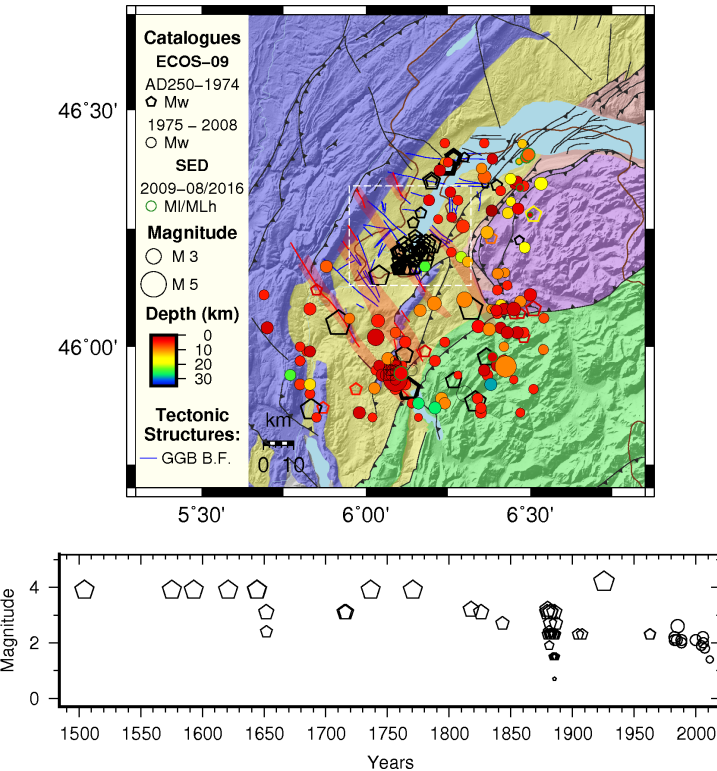 Catalogues
ECOS–09
AD250–1974
Mw
1975 – 2008
Mw
SED
2009–08/2016
Ml/MLh
Magnitude
M 3
M 5
Depth (km)
0
10
20
30
Tectonic
Structures:
GGB B.F.
km
0 10
46˚30'
46˚00'
5˚30'
6˚00'
6˚30'
Magnitude
4
2
0
1500 1550 1600 1650 1700 1750 1800 1850 1900 1950 2000
Years